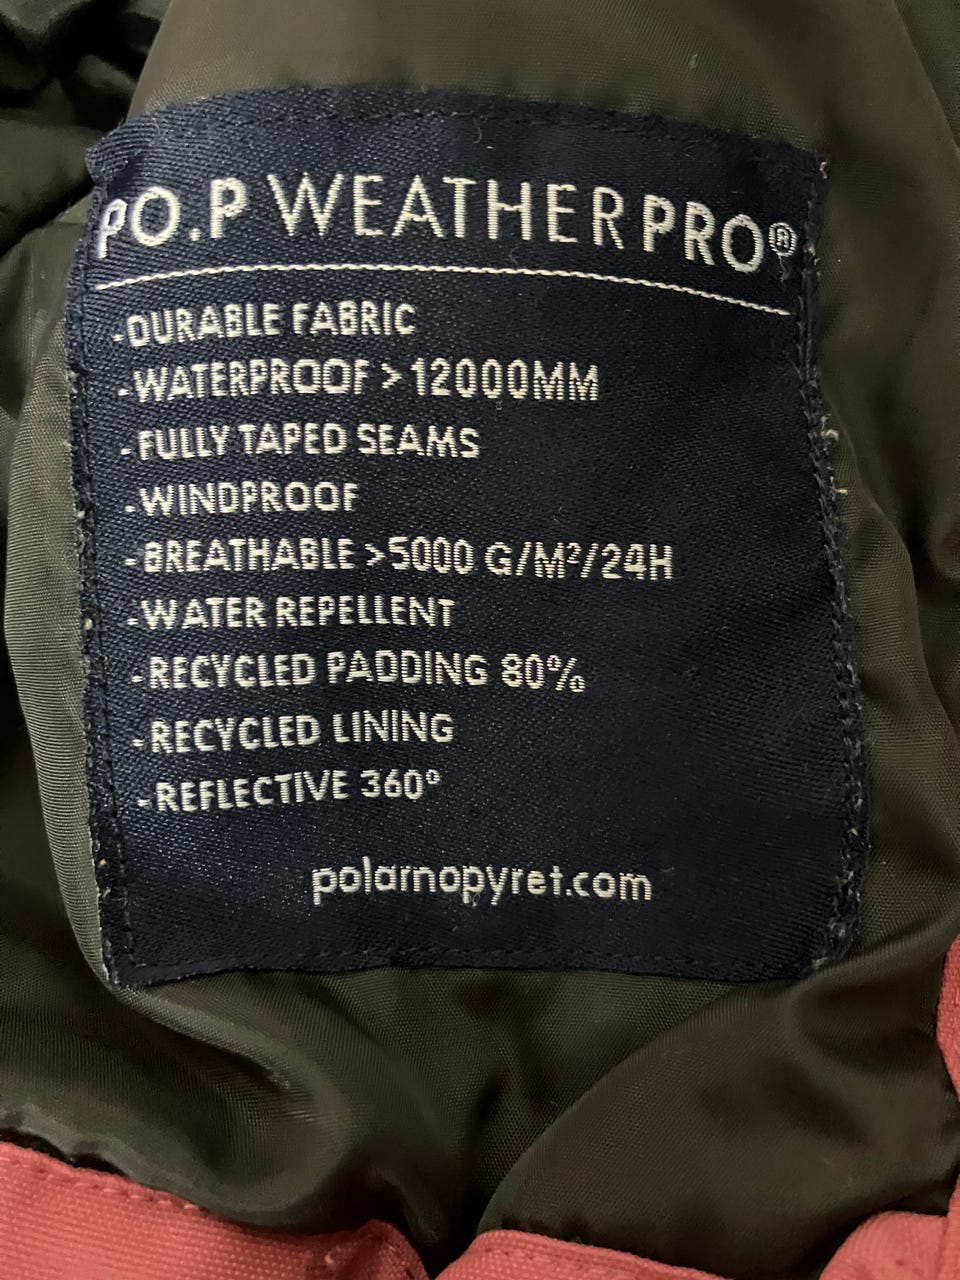 PO.P WEATHERPRO®
-DURABLE FABRIC
-WATERPROOF >12000MM
-FULLY TAPED SEAMS
-WINDPROOF
-BREATHABLE >5000 G/M²/24H
-WATER REPELLENT
-RECYCLED PADDING 80%
-RECYCLED LINING
-REFLECTIVE 360°
polarnopyret.com